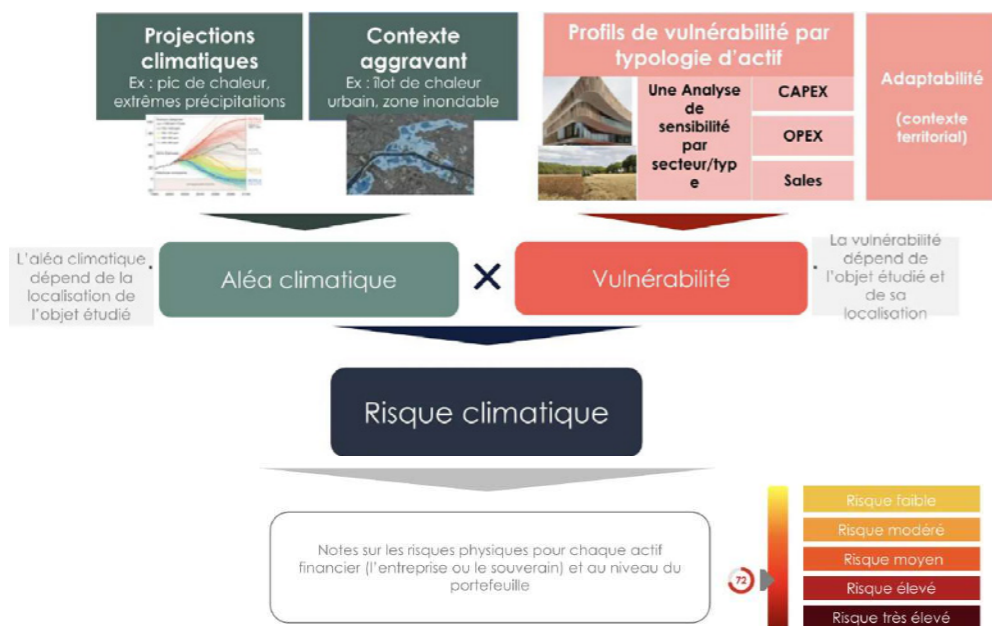 Projections
climatiques
Ex : pic de chaleur,
extrêmes précipitations
Contexte
aggravant
Ex : îlot de chaleur
urbain, zone inondable
Profils de vulnérabilité par
typologie d'actif
Une Analyse
de
sensibilité
par
secteur/typ
e
CAPEX
OPEX
Sales
Adaptabilité
(contexte
territorial)
L'aléa climatique
dépend de la
localisation de
l'objet étudié
Aléa climatique
×
Vulnérabilité
La vulnérabilité
dépend de
l'objet étudié et
de sa
localisation
Risque climatique
Notes sur les risques physiques pour chaque actif
financier (l'entreprise ou le souverain) et au niveau du
portefeuille
72
Risque faible
Risque modéré
Risque moyen
Risque élevé
Risque très élevé